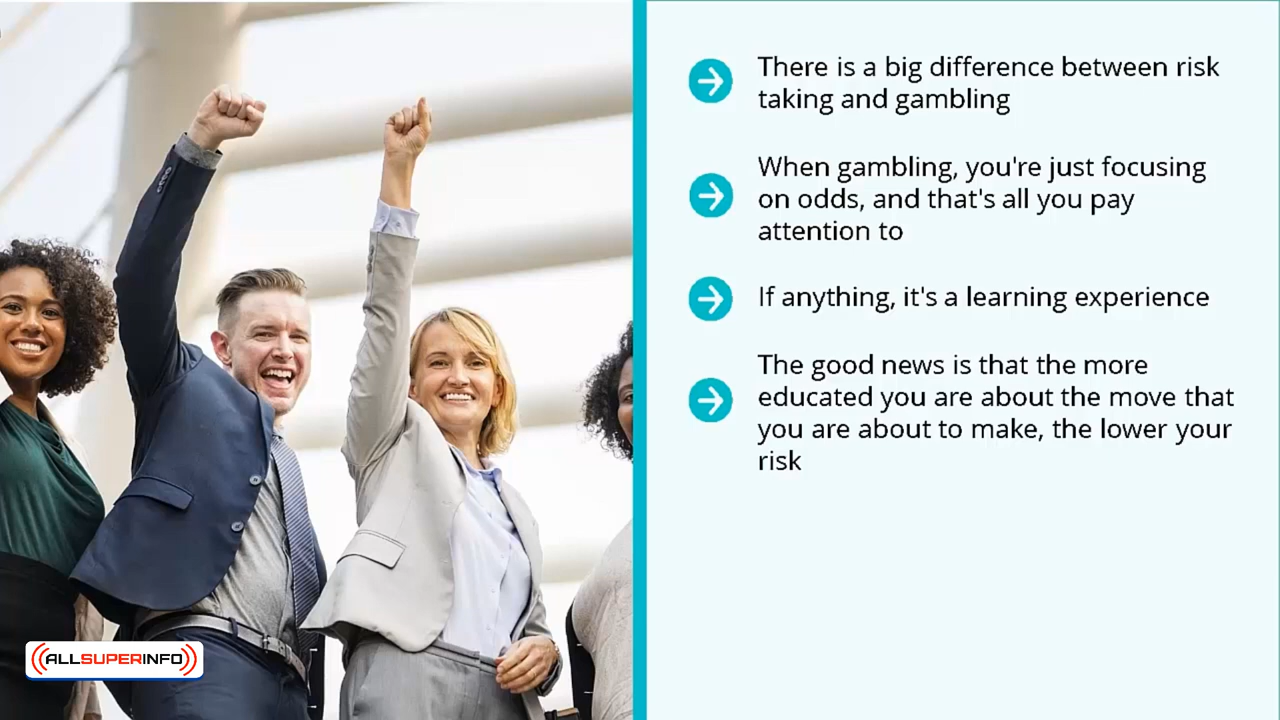 There is a big difference between risk
taking and gambling
When gambling, you're just focusing
on odds, and that's all you pay
attention to
If anything, it's a learning experience
The good news is that the more
educated you are about the move that
you are about to make, the lower your
risk
ALLSUPERINFO